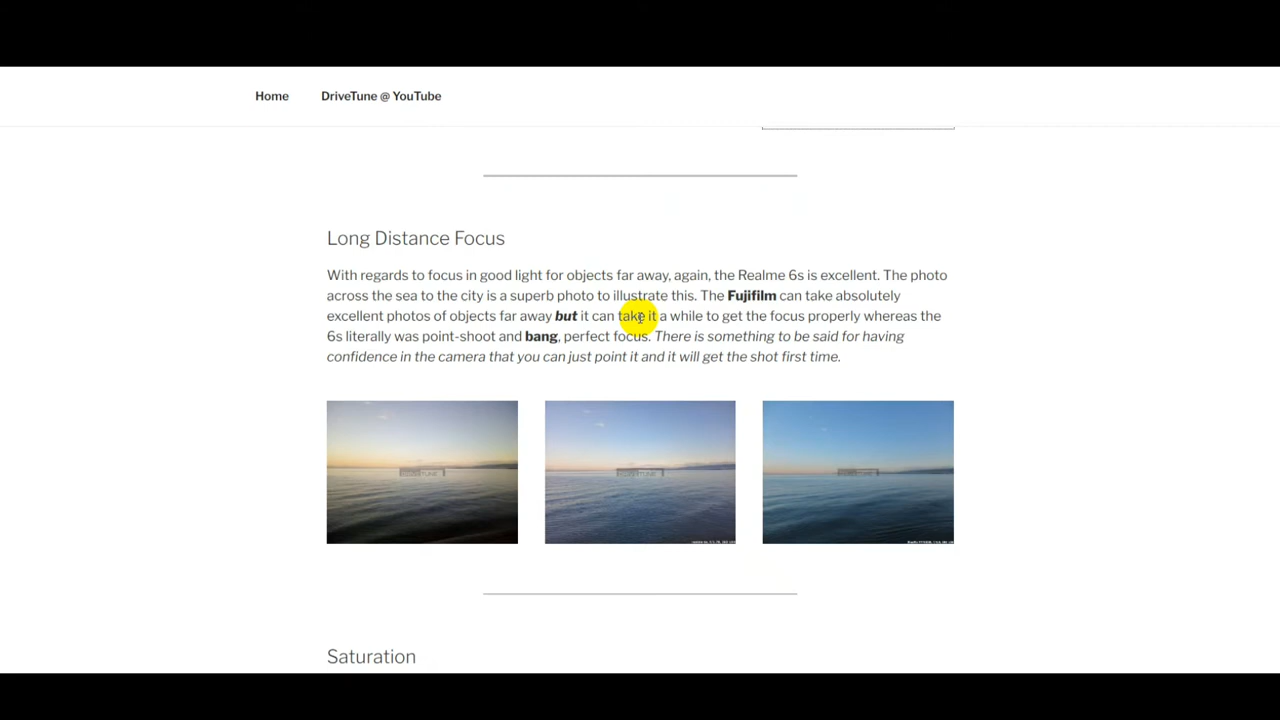 Home DriveTune @ YouTube
Long Distance Focus
With regards to focus in good light for objects far away, again, the Realme 6s is excellent. The photo
across the sea to the city is a superb photo to illustrate this. The Fujifilm can take absolutely
excellent photos of objects far away but it can take it a while to get the focus properly whereas the
6s literally was point-shoot and bang, perfect focus. There is something to be said for having
confidence in the camera that you can just point it and it will get the shot first time.
Saturation